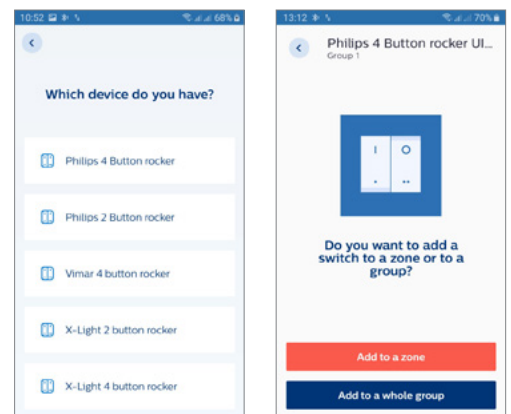 10:52
68%
Which device do you have?
Philips 4 Button rocker
Philips 2 Button rocker
Vimar 4 button rocker
X-Light 2 button rocker
X-Light 4 button rocker
13:12
70%
Philips 4 Button rocker UI...
Group 1
I O
Do you want to add a
switch to a zone or to a
group?
Add to a zone
Add to a whole group